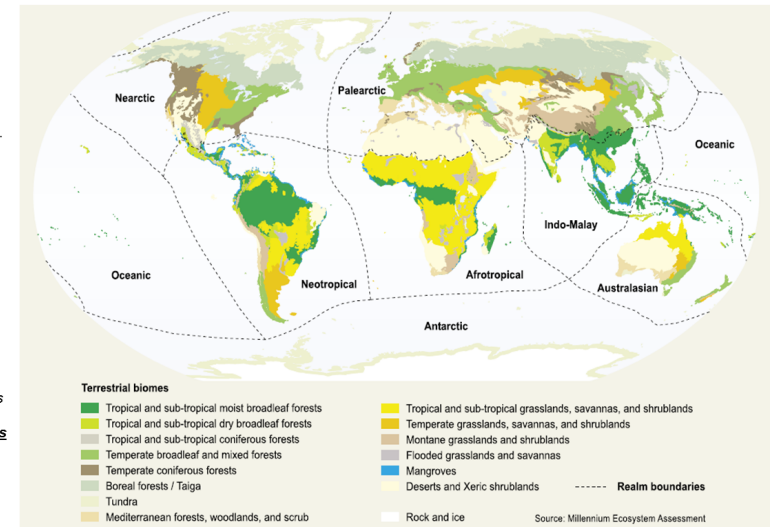 Nearctic
Palearctic
Oceanic
Indo-Malay
Oceanic
Neotropical
Afrotropical
Australasian
Antarctic
s
s
Terrestrial biomes
Tropical and sub-tropical moist broadleaf forests
Tropical and sub-tropical dry broadleaf forests
Tropical and sub-tropical coniferous forests
Temperate broadleaf and mixed forests
Temperate coniferous forests
Boreal forests / Taiga
Tundra
Mediterranean forests, woodlands, and scrub
Tropical and sub-tropical grasslands, savannas, and shrublands
Temperate grasslands, savannas, and shrublands
Montane grasslands and shrublands
Flooded grasslands and savannas
Mangroves
Deserts and Xeric shrublands
Rock and ice
Realm boundaries
Source: Millennium Ecosystem Assessment